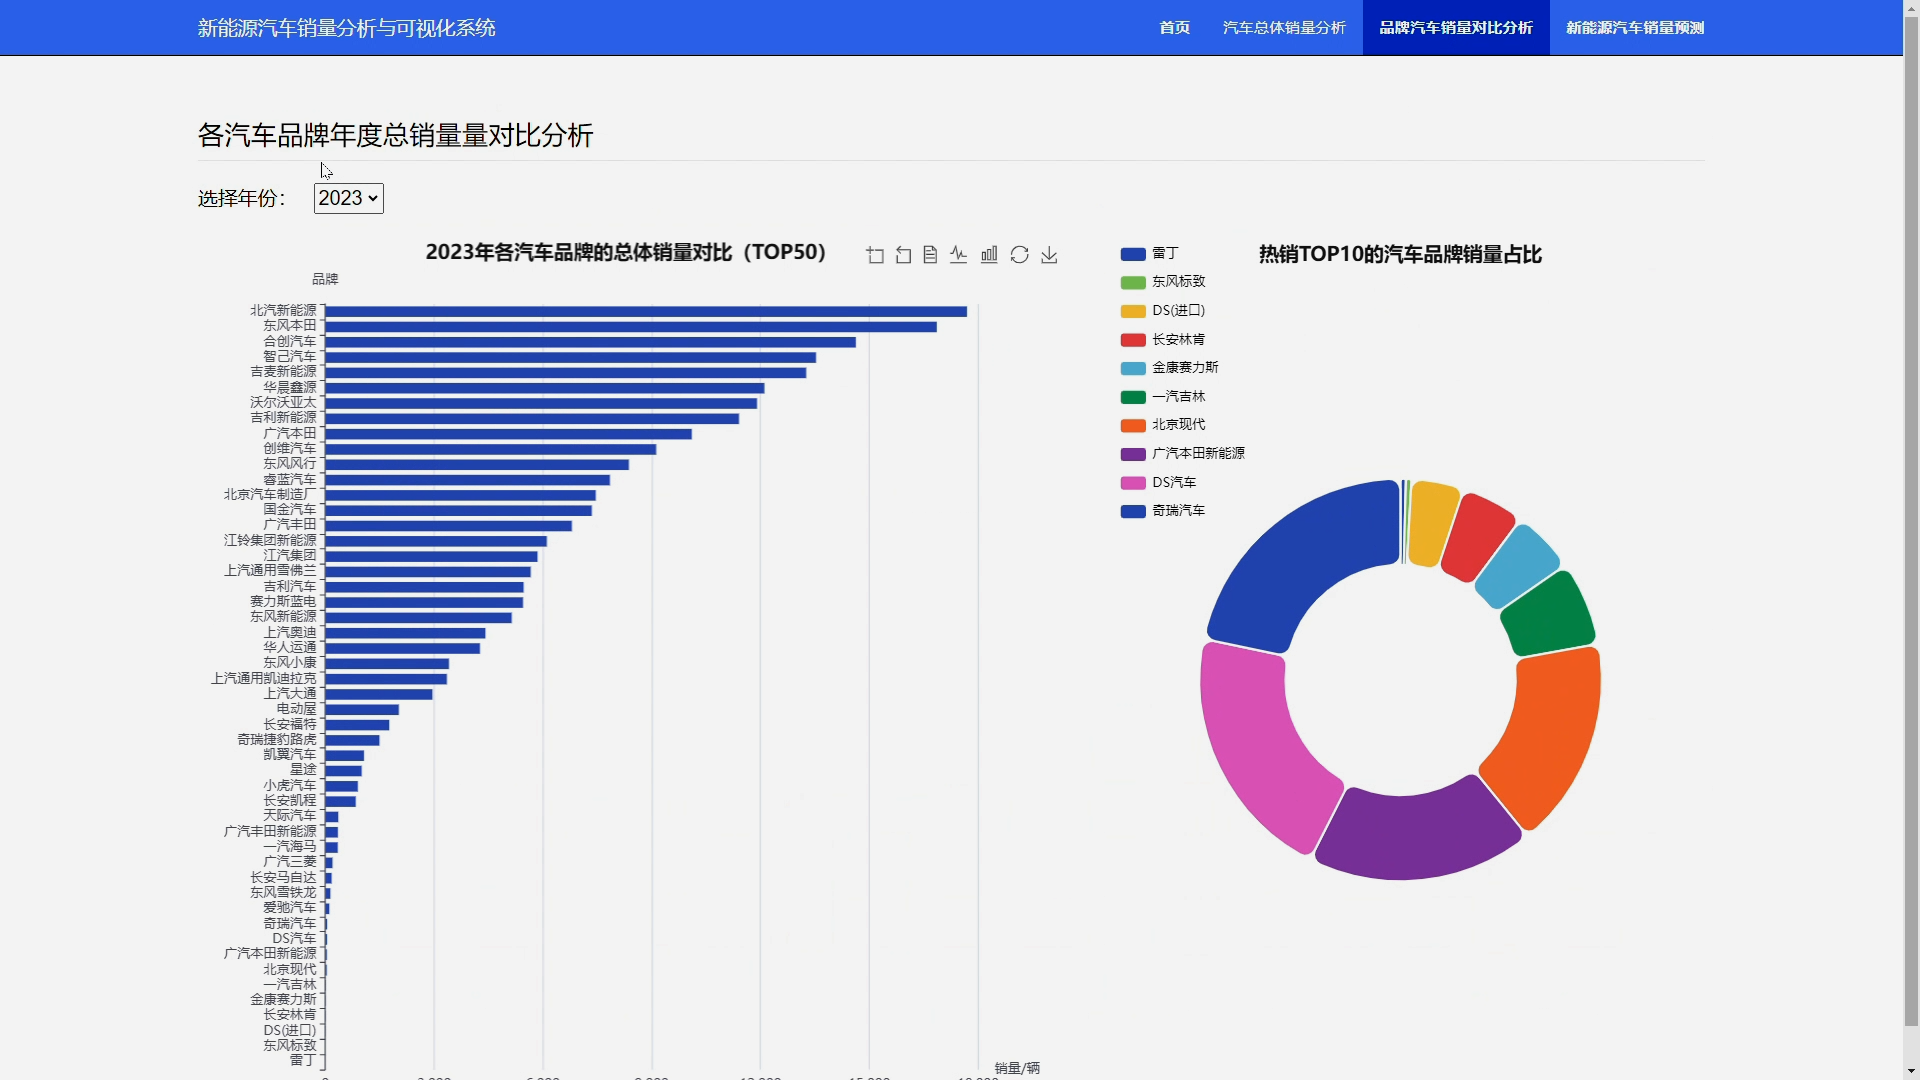 新能源汽车销量分析与可视化系统
首页
汽车总体销量分析
品牌汽车销量对比分析
新能源汽车销量预测
各汽车品牌年度总销量量对比分析
选择年份：
2023
2023年各汽车品牌的总体销量对比（TOP50）
品牌
北汽新能源
东风本田
合创汽车
智己汽车
吉麦新能源
华晨鑫源
沃尔沃亚太
吉利新能源
广汽本田
创维汽车
东风风行
睿蓝汽车
北京汽车制造厂
国金汽车
广汽丰田
江铃集团新能源
江汽集团
上汽通用雪佛兰
吉利汽车
赛力斯蓝电
东风新能源
上汽奥迪
华人运通
东风小康
上汽通用凯迪拉克
上汽大通
电动屋
长安福特
奇瑞捷豹路虎
凯翼汽车
星途
小虎汽车
长安凯程
天际汽车
广汽丰田新能源
一汽海马
广汽三菱
长安马自达
东风雪铁龙
爱驰汽车
奇瑞汽车
DS汽车
广汽本田新能源
北京现代
一汽吉林
金康赛力斯
长安林肯
DS(进口)
东风标致
雷丁
销量/辆
热销TOP10的汽车品牌销量占比
雷丁
东风标致
DS(进口)
长安林肯
金康赛力斯
一汽吉林
北京现代
广汽本田新能源
DS汽车
奇瑞汽车